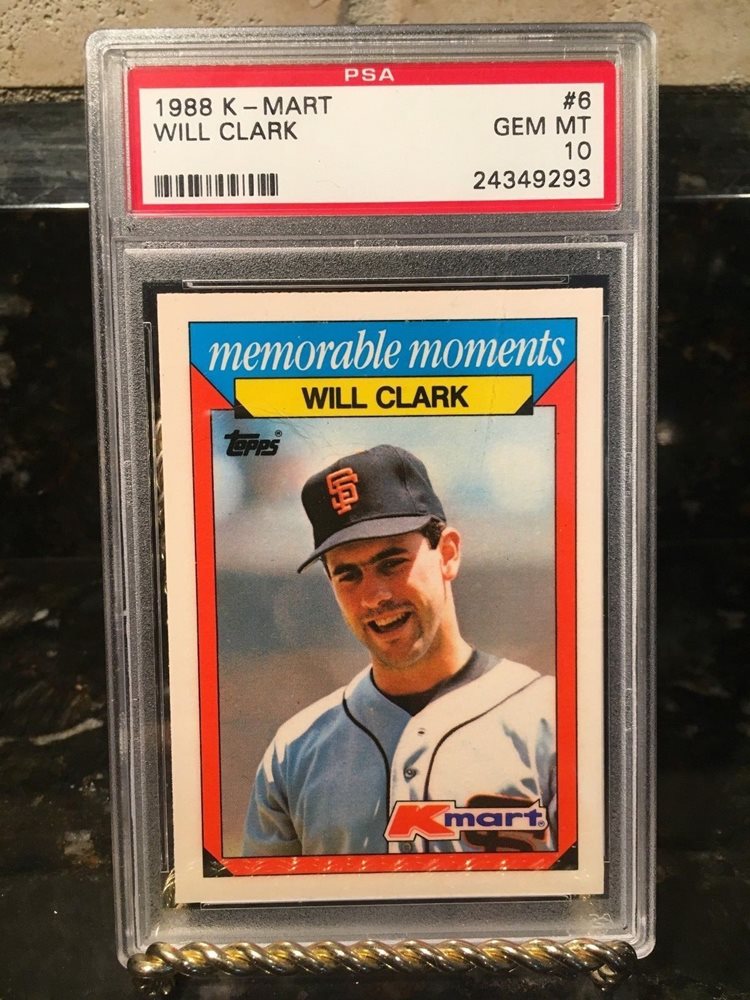 PSA
1988 K-MART #6
WILL CLARK GEM MT
10
24349293
memorable moments
WILL CLARK
Topps®
SF
Kmart®